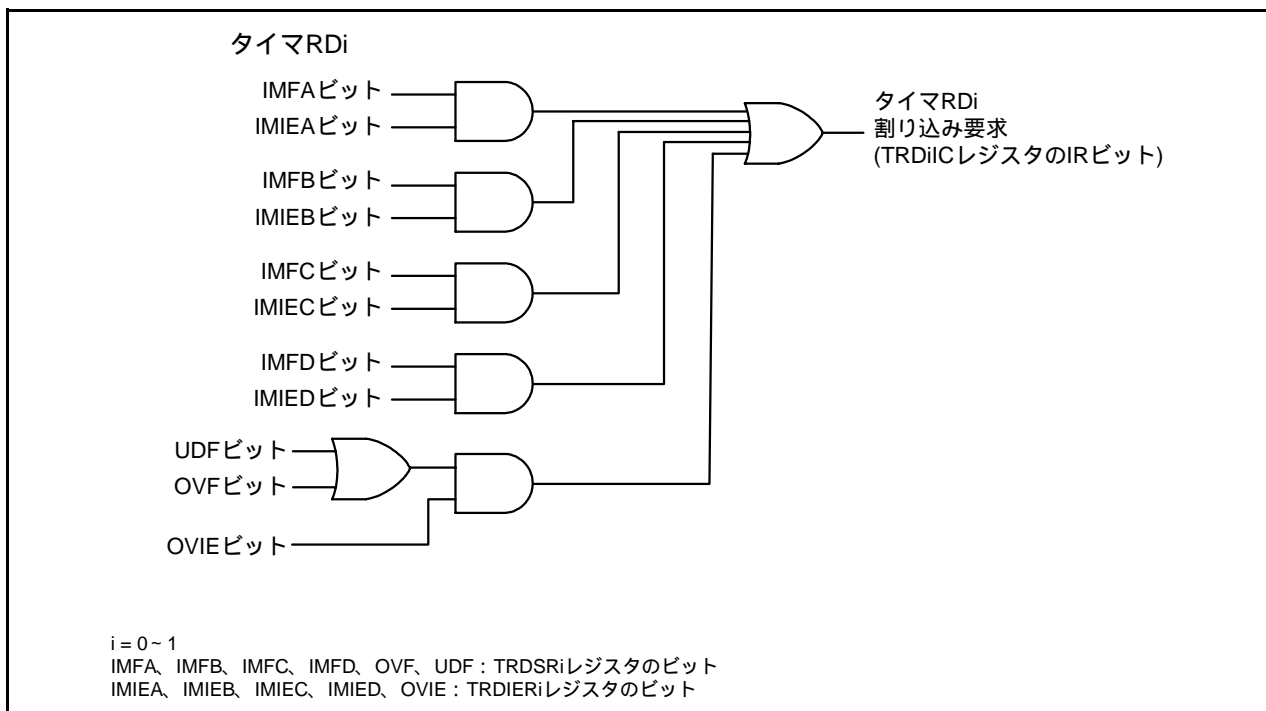 タイマRDi
IMFAビット
IMIEAビット
IMFBビット
IMIEBビット
IMFCビット
IMIECビット
IMFDビット
IMIEDビット
UDFビット
OVFビット
OVIEビット
タイマRDi
割り込み要求
(TRDiICレジスタのIRビット)
i = 0~1
IMFA、IMFB、IMFC、IMFD、OVF、UDF：TRDSRiレジスタのビット
IMIEA、IMIEB、IMIEC、IMIED、OVIE：TRDIERiレジスタのビット